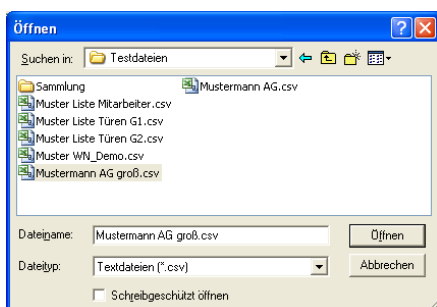 Öffnen
Suchen in: Testdateien
Sammlung
Muster Liste Mitarbeiter.csv
Muster Liste Türen G1.csv
Muster Liste Türen G2.csv
Muster WN_Demo.csv
Mustermann AG groß.csv
Mustermann AG.csv
Dateiname: Mustermann AG groß.csv Öffnen
Dateityp: Textdateien (*.csv) Abbrechen
Schreibgeschützt öffnen